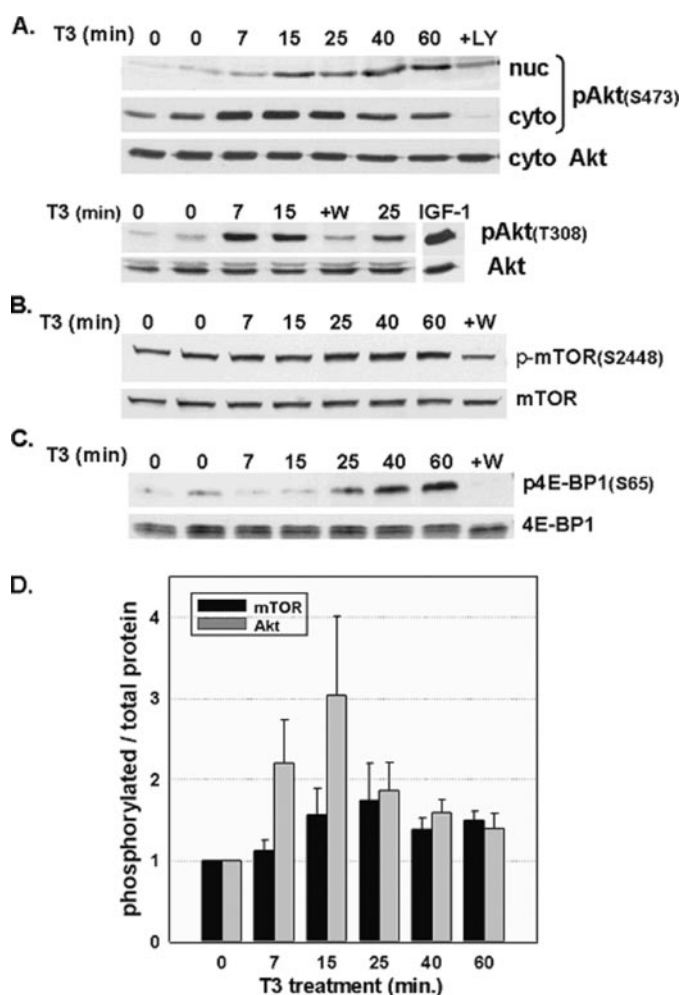 A.
T3 (min) 0 0 7 15 25 40 60 +LY
nuc
pAkt(S473)
cyto
cyto Akt
T3 (min) 0 0 7 15 +W 25 IGF-1
pAkt(T308)
Akt
B.
T3 (min) 0 0 7 15 25 40 60 +W
p-mTOR(S2448)
mTOR
C.
T3 (min) 0 0 7 15 25 40 60 +W
p4E-BP1(S65)
4E-BP1
D.
mTOR
Akt
phosphorylated / total protein
4
3
2
1
0
0 7 15 25 40 60
T3 treatment (min.)